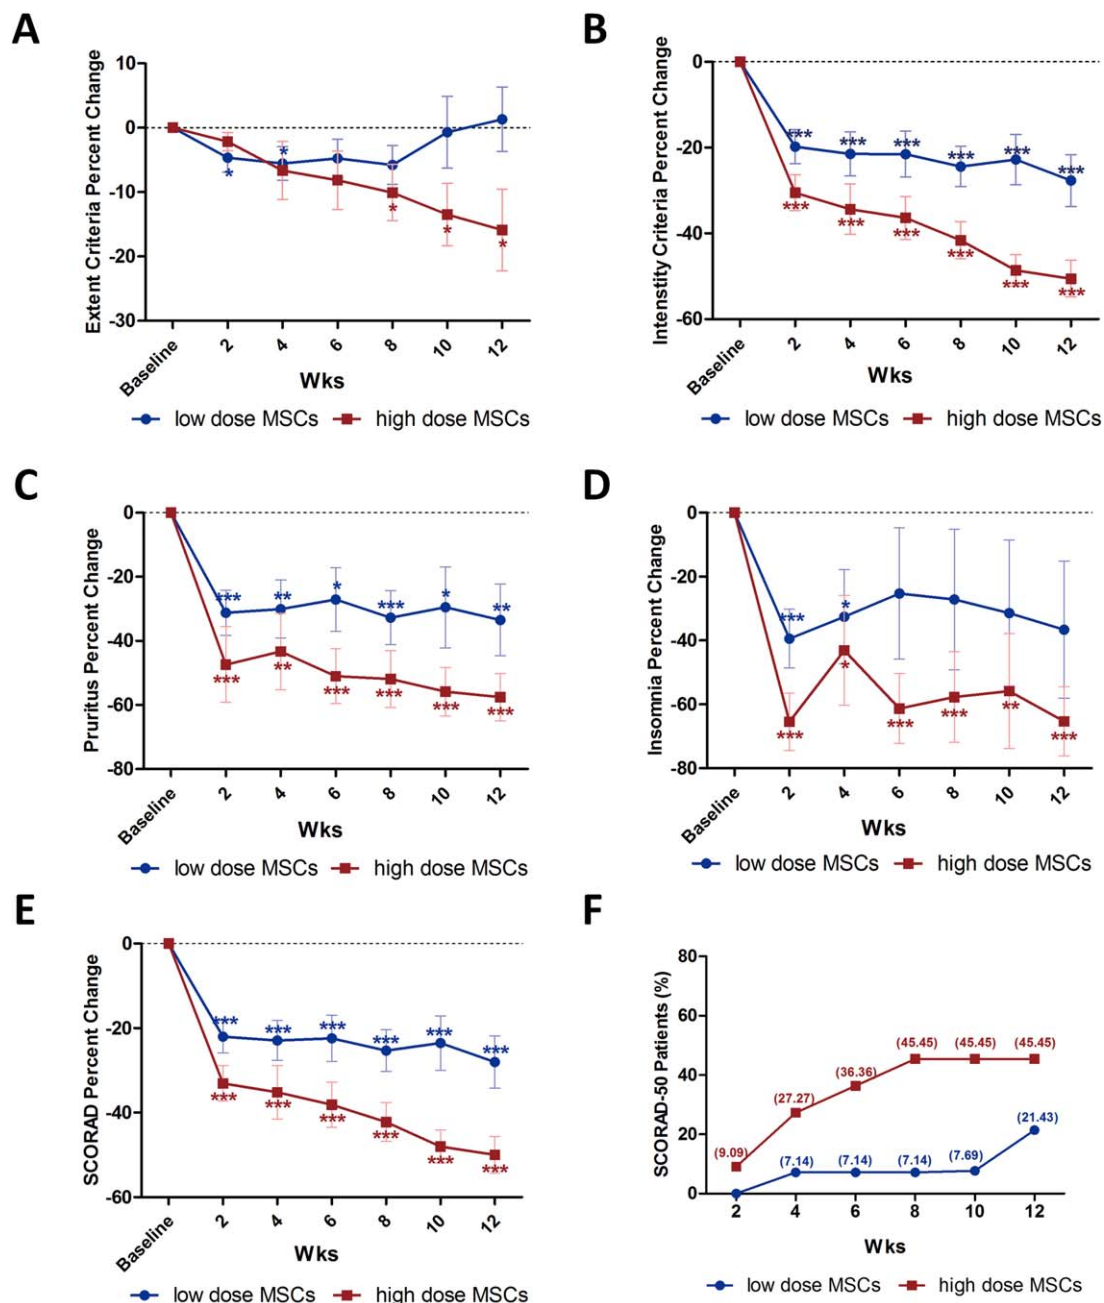 A
Extent Criteria Percent Change
10
0
-10
-20
-30
*
*
*
*
*
Baseline 2 4 6 8 10 12
Wks
low dose MSCs high dose MSCs
B
Intenstity Criteria Percent Change
0
-20
-40
-60
*** *** *** *** *** ***
*** *** *** *** *** ***
Baseline 2 4 6 8 10 12
Wks
low dose MSCs high dose MSCs
C
Pruritus Percent Change
0
-20
-40
-60
-80
*** ** * *** * **
*** ** *** *** *** ***
Baseline 2 4 6 8 10 12
Wks
low dose MSCs high dose MSCs
D
Insomnia Percent Change
0
-20
-40
-60
-80
*** *
*** * *** *** ** ***
Baseline 2 4 6 8 10 12
Wks
low dose MSCs high dose MSCs
E
SCORAD Percent Change
0
-20
-40
-60
*** *** *** *** *** ***
*** *** *** *** *** ***
Baseline 2 4 6 8 10 12
Wks
low dose MSCs high dose MSCs
F
SCORAD-50 Patients (%)
80
60
40
20
0
(9.09) (27.27) (36.36) (45.45) (45.45) (45.45)
(7.14) (7.14) (7.14) (7.69) (21.43)
2 4 6 8 10 12
Wks
low dose MSCs high dose MSCs